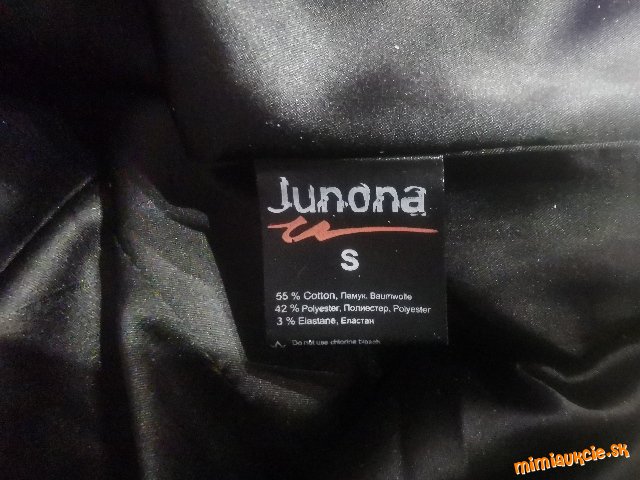 Junona
S
55 % Cotton, Памук, Baumwolle
42 % Polyester, Полиестер, Polyester
3 % Elastane, Еластан
Do not use chlorine bleach
mimiaukcie.sk